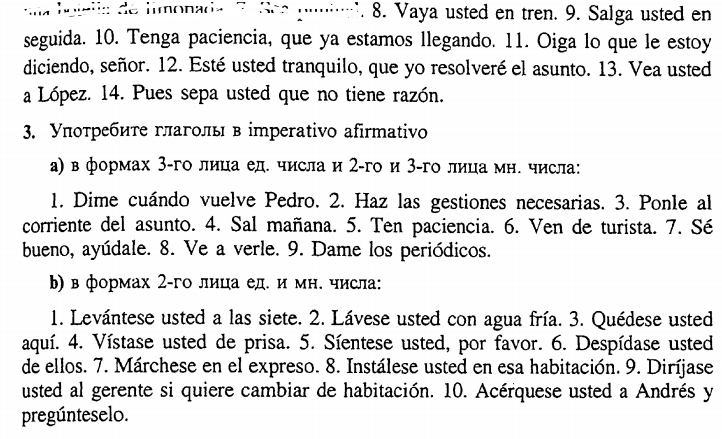 de limonada. 8. Vaya usted en tren. 9. Salga usted en
seguida. 10. Tenga paciencia, que ya estamos llegando. 11. Oiga lo que le estoy
diciendo, señor. 12. Esté usted tranquilo, que yo resolveré el asunto. 13. Vea usted
a López. 14. Pues sepa usted que no tiene razón.
3. Употребите глаголы в imperativo afirmativo
a) в формах 3-го лица ед. числа и 2-го и 3-го лица мн. числа:
1. Dime cuándo vuelve Pedro. 2. Haz las gestiones necesarias. 3. Ponle al
corriente del asunto. 4. Sal mañana. 5. Ten paciencia. 6. Ven de turista. 7. Sé
bueno, ayúdale. 8. Ve a verle. 9. Dame los periódicos.
b) в формах 2-го лица ед. и мн. числа:
1. Levántese usted a las siete. 2. Lávese usted con agua fría. 3. Quédese usted
aquí. 4. Vístase usted de prisa. 5. Síentese usted, por favor. 6. Despídase usted
de ellos. 7. Márchese en el expreso. 8. Instálese usted en esa habitación. 9. Diríjase
usted al gerente si quiere cambiar de habitación. 10. Acérquese usted a Andrés y
pregúnteselo.